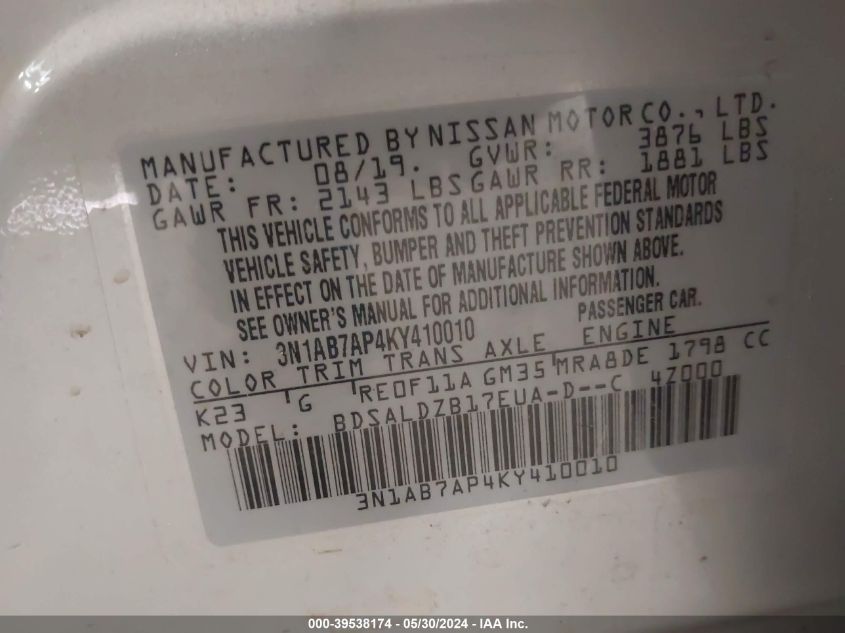 MANUFACTURED BY NISSAN MOTOR CO., LTD.
DATE: 08/19. GVWR: 3876 LBS
GAWR FR: 2143 LBS GAWR RR: 1881 LBS
THIS VEHICLE CONFORMS TO ALL APPLICABLE FEDERAL MOTOR
VEHICLE SAFETY, BUMPER AND THEFT PREVENTION STANDARDS
IN EFFECT ON THE DATE OF MANUFACTURE SHOWN ABOVE.
SEE OWNER'S MANUAL FOR ADDITIONAL INFORMATION.
VIN: 3N1AB7AP4KY410010 PASSENGER CAR.
COLOR TRIM TRANS AXLE ENGINE
K23 G RE0F11A GM35 MRA8DE 1798 CC
MODEL: BDSALDZB17EUA-D--C 4Z000
3N1AB7AP4KY410010
000-39538174 - 05/30/2024 - IAA Inc.